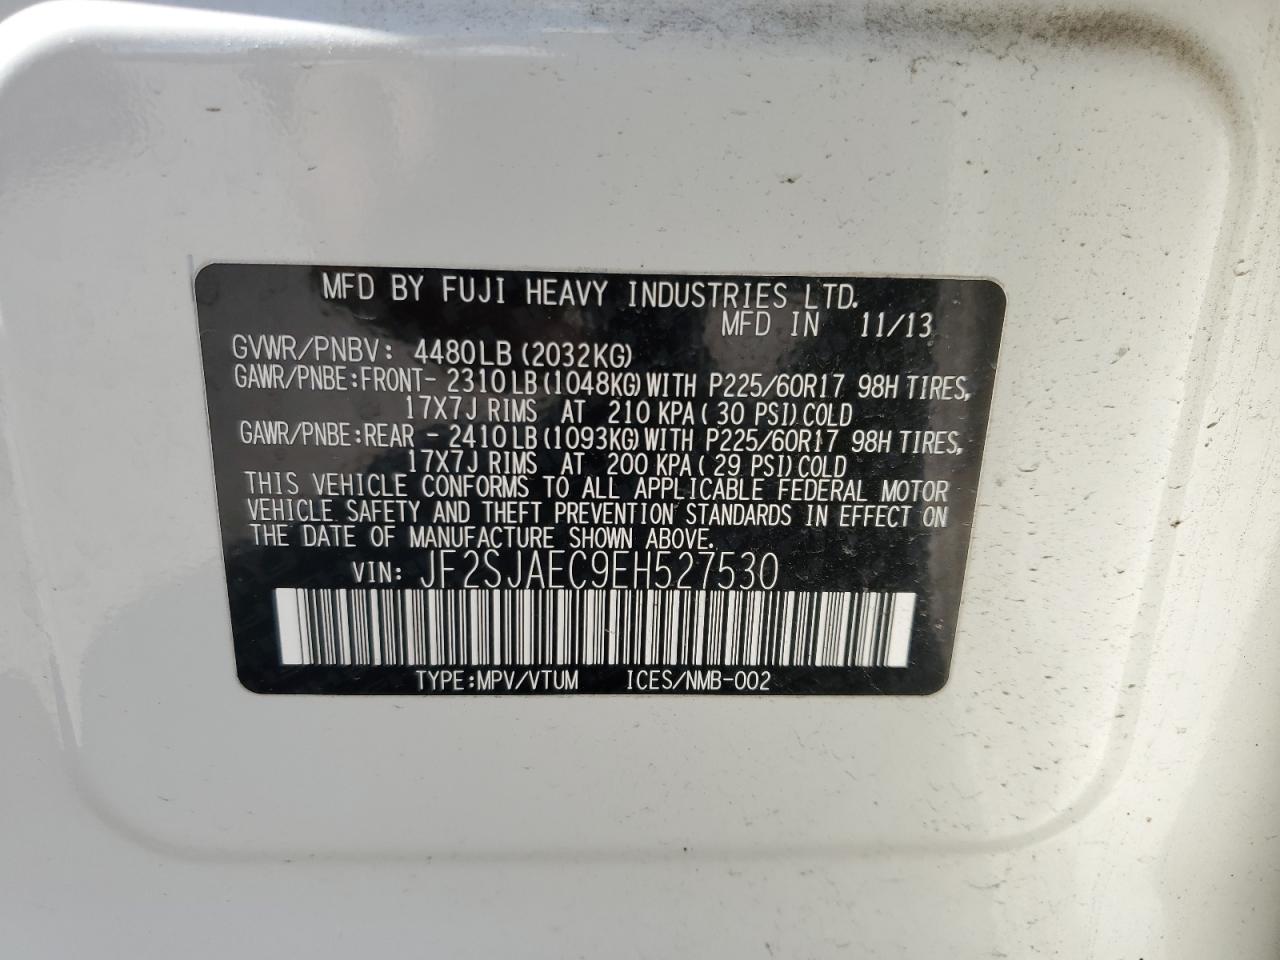 MFD BY FUJI HEAVY INDUSTRIES LTD.
MFD IN 11/13
GVWR/PNBV: 4480LB (2032KG)
GAWR/PNBE:FRONT- 2310LB (1048KG) WITH P225/60R17 98H TIRES,
17X7J RIMS AT 210 KPA ( 30 PSI) COLD
GAWR/PNBE:REAR - 2410LB (1093KG) WITH P225/60R17 98H TIRES,
17X7J RIMS AT 200 KPA ( 29 PSI) COLD
THIS VEHICLE CONFORMS TO ALL APPLICABLE FEDERAL MOTOR
VEHICLE SAFETY AND THEFT PREVENTION STANDARDS IN EFFECT ON
THE DATE OF MANUFACTURE SHOWN ABOVE.
VIN: JF2SJAEC9EH527530
TYPE:MPV/VTUM ICES/NMB-002